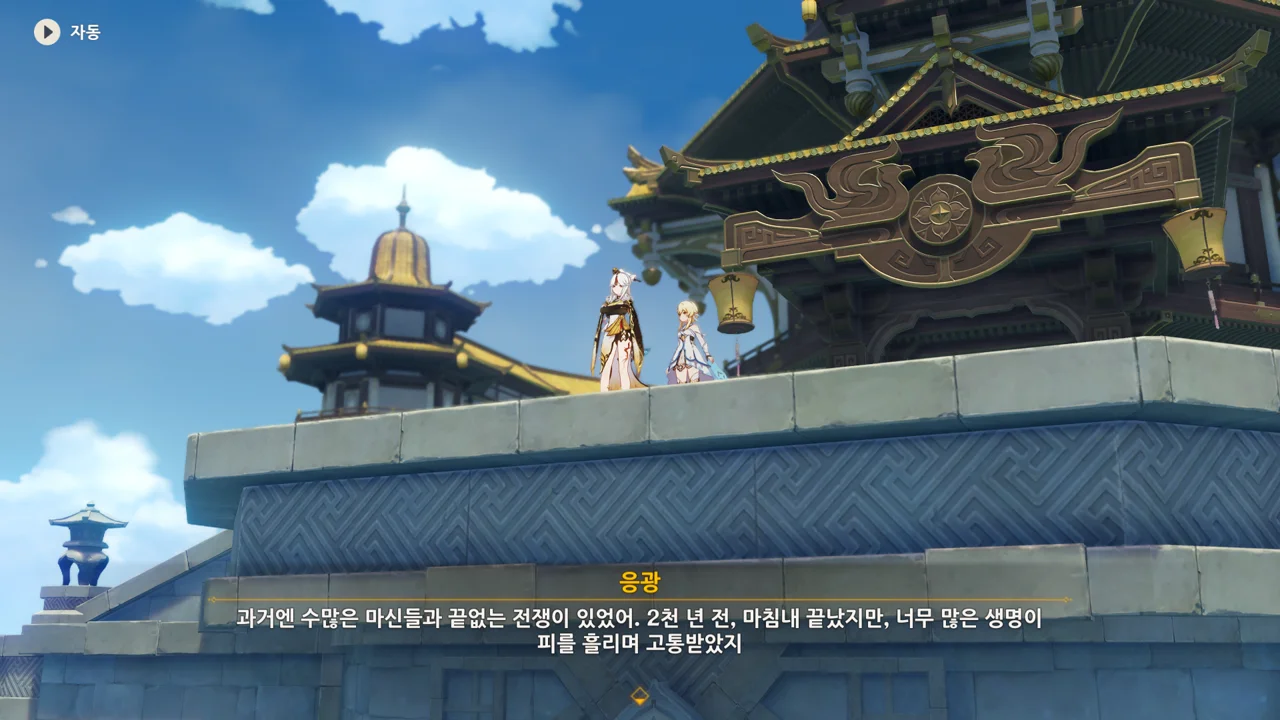 자동
응광
과거엔 수많은 마신들과 끝없는 전쟁이 있었어. 2천 년 전, 마침내 끝났지만, 너무 많은 생명이
피를 흘리며 고통받았지